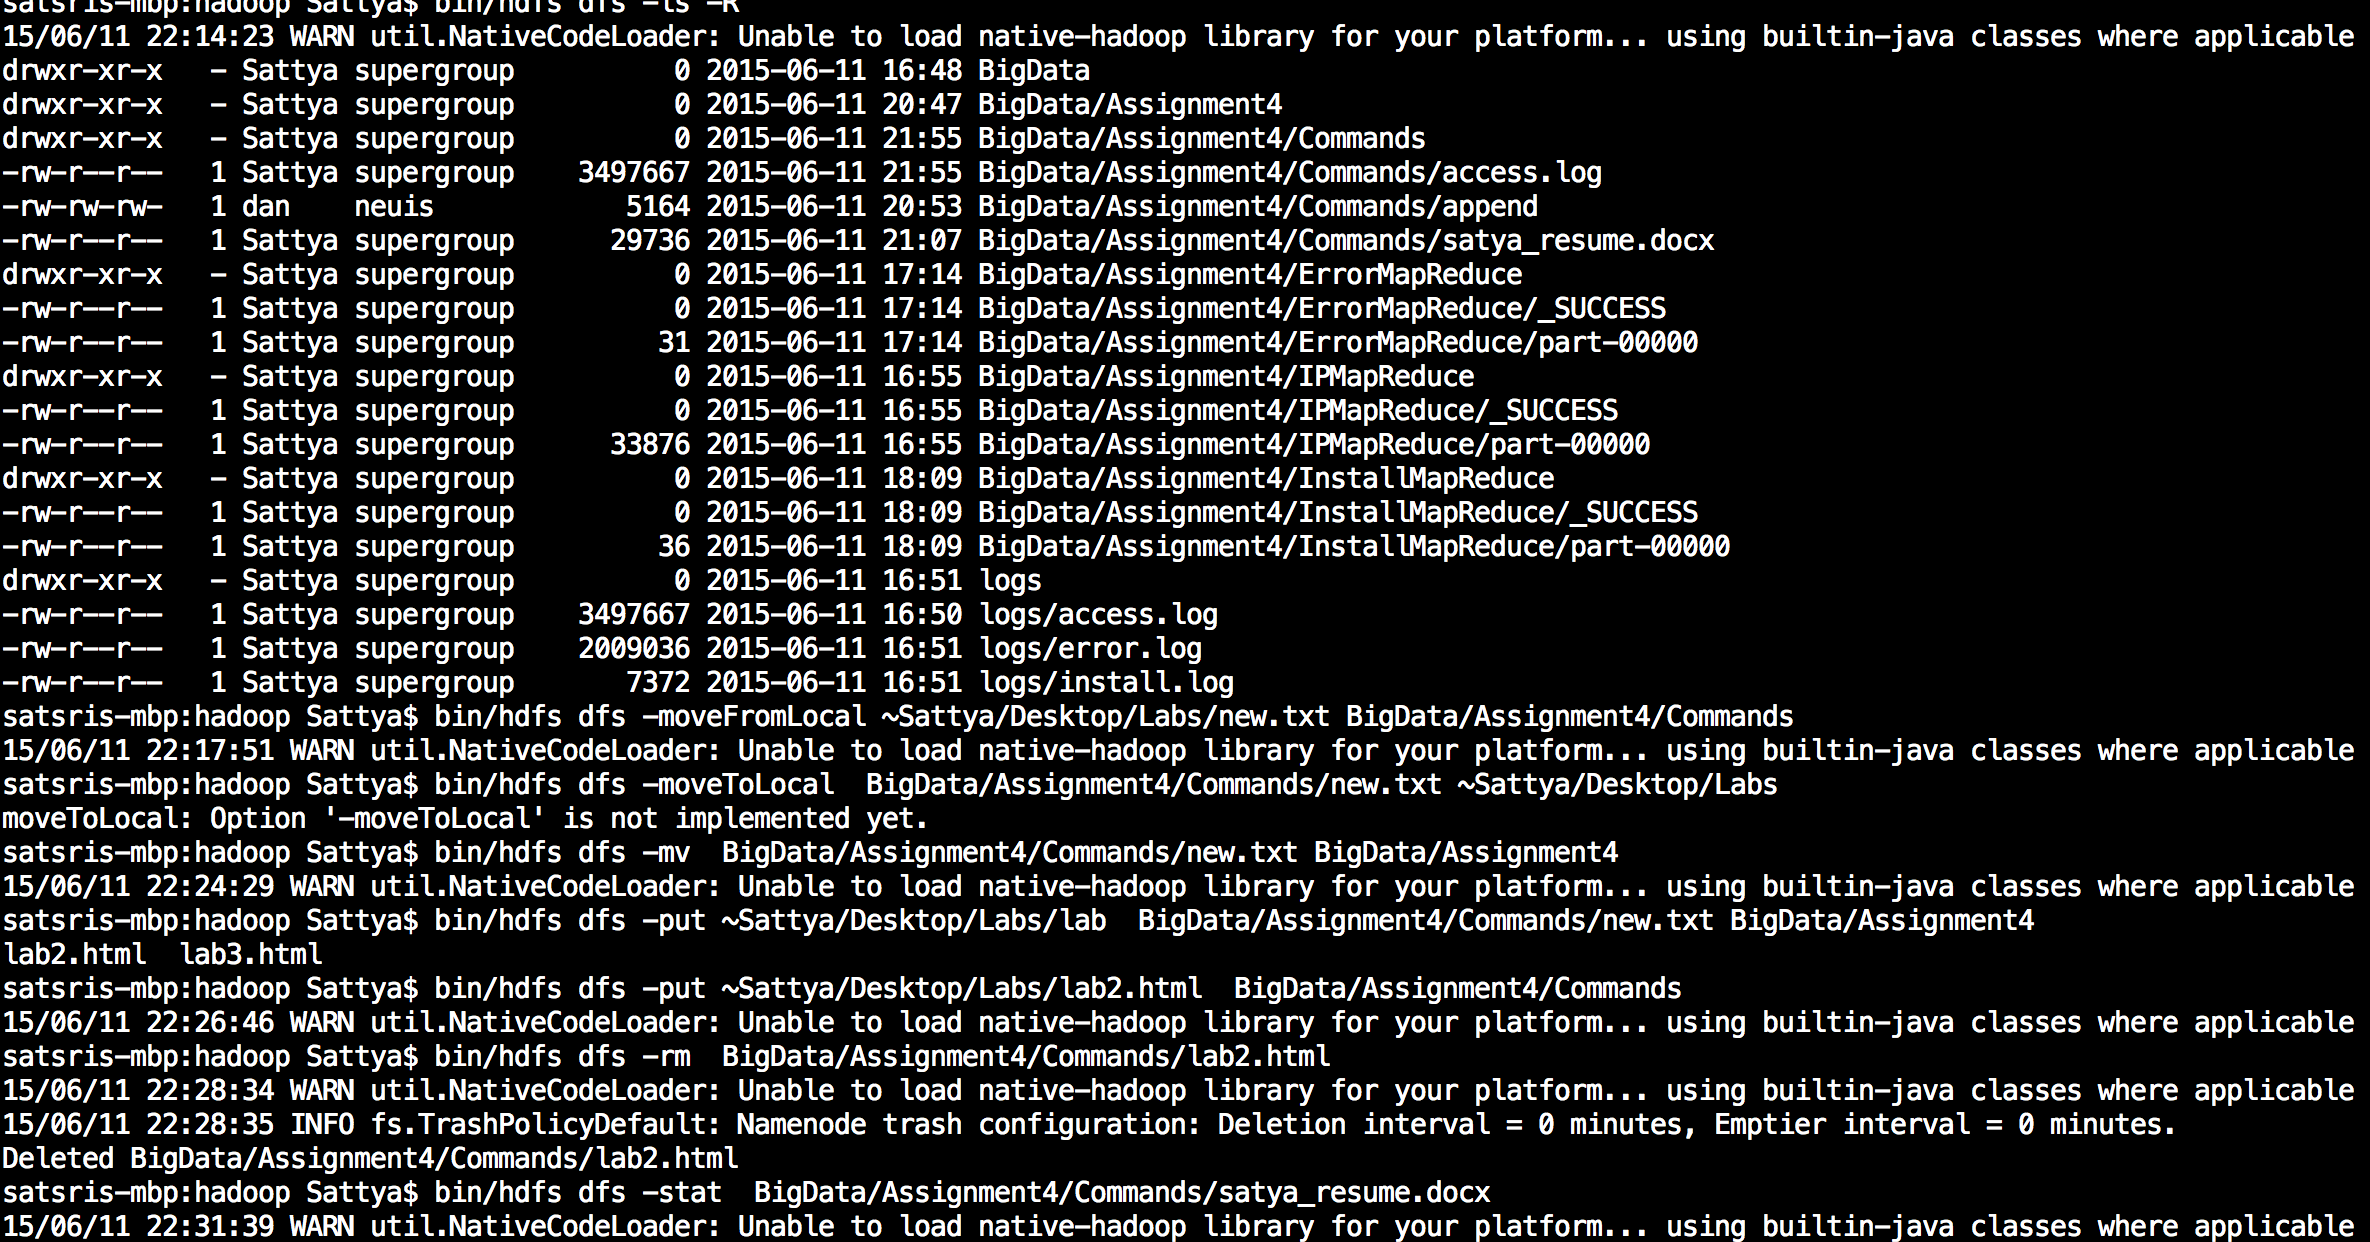 satsris-mbp:hadoop Sattya$ bin/hdfs dfs -ls -R
15/06/11 22:14:23 WARN util.NativeCodeLoader: Unable to load native-hadoop library for your platform... using builtin-java classes where applicable
drwxr-xr-x   - Sattya supergroup          0 2015-06-11 16:48 BigData
drwxr-xr-x   - Sattya supergroup          0 2015-06-11 20:47 BigData/Assignment4
drwxr-xr-x   - Sattya supergroup          0 2015-06-11 21:55 BigData/Assignment4/Commands
-rw-r--r--   1 Sattya supergroup    3497667 2015-06-11 21:55 BigData/Assignment4/Commands/access.log
-rw-rw-rw-   1 dan    neuis            5164 2015-06-11 20:53 BigData/Assignment4/Commands/append
-rw-r--r--   1 Sattya supergroup      29736 2015-06-11 21:07 BigData/Assignment4/Commands/satya_resume.docx
drwxr-xr-x   - Sattya supergroup          0 2015-06-11 17:14 BigData/Assignment4/ErrorMapReduce
-rw-r--r--   1 Sattya supergroup          0 2015-06-11 17:14 BigData/Assignment4/ErrorMapReduce/_SUCCESS
-rw-r--r--   1 Sattya supergroup         31 2015-06-11 17:14 BigData/Assignment4/ErrorMapReduce/part-00000
drwxr-xr-x   - Sattya supergroup          0 2015-06-11 16:55 BigData/Assignment4/IPMapReduce
-rw-r--r--   1 Sattya supergroup          0 2015-06-11 16:55 BigData/Assignment4/IPMapReduce/_SUCCESS
-rw-r--r--   1 Sattya supergroup      33876 2015-06-11 16:55 BigData/Assignment4/IPMapReduce/part-00000
drwxr-xr-x   - Sattya supergroup          0 2015-06-11 18:09 BigData/Assignment4/InstallMapReduce
-rw-r--r--   1 Sattya supergroup          0 2015-06-11 18:09 BigData/Assignment4/InstallMapReduce/_SUCCESS
-rw-r--r--   1 Sattya supergroup         36 2015-06-11 18:09 BigData/Assignment4/InstallMapReduce/part-00000
drwxr-xr-x   - Sattya supergroup          0 2015-06-11 16:51 logs
-rw-r--r--   1 Sattya supergroup    3497667 2015-06-11 16:50 logs/access.log
-rw-r--r--   1 Sattya supergroup    2009036 2015-06-11 16:51 logs/error.log
-rw-r--r--   1 Sattya supergroup       7372 2015-06-11 16:51 logs/install.log
satsris-mbp:hadoop Sattya$ bin/hdfs dfs -moveFromLocal ~Sattya/Desktop/Labs/new.txt BigData/Assignment4/Commands
15/06/11 22:17:51 WARN util.NativeCodeLoader: Unable to load native-hadoop library for your platform... using builtin-java classes where applicable
satsris-mbp:hadoop Sattya$ bin/hdfs dfs -moveToLocal  BigData/Assignment4/Commands/new.txt ~Sattya/Desktop/Labs
moveToLocal: Option '-moveToLocal' is not implemented yet.
satsris-mbp:hadoop Sattya$ bin/hdfs dfs -mv  BigData/Assignment4/Commands/new.txt BigData/Assignment4
15/06/11 22:24:29 WARN util.NativeCodeLoader: Unable to load native-hadoop library for your platform... using builtin-java classes where applicable
satsris-mbp:hadoop Sattya$ bin/hdfs dfs -put ~Sattya/Desktop/Labs/lab  BigData/Assignment4/Commands/new.txt BigData/Assignment4
lab2.html  lab3.html
satsris-mbp:hadoop Sattya$ bin/hdfs dfs -put ~Sattya/Desktop/Labs/lab2.html  BigData/Assignment4/Commands
15/06/11 22:26:46 WARN util.NativeCodeLoader: Unable to load native-hadoop library for your platform... using builtin-java classes where applicable
satsris-mbp:hadoop Sattya$ bin/hdfs dfs -rm  BigData/Assignment4/Commands/lab2.html
15/06/11 22:28:34 WARN util.NativeCodeLoader: Unable to load native-hadoop library for your platform... using builtin-java classes where applicable
15/06/11 22:28:35 INFO fs.TrashPolicyDefault: Namenode trash configuration: Deletion interval = 0 minutes, Emptier interval = 0 minutes.
Deleted BigData/Assignment4/Commands/lab2.html
satsris-mbp:hadoop Sattya$ bin/hdfs dfs -stat  BigData/Assignment4/Commands/satya_resume.docx
15/06/11 22:31:39 WARN util.NativeCodeLoader: Unable to load native-hadoop library for your platform... using builtin-java classes where applicable